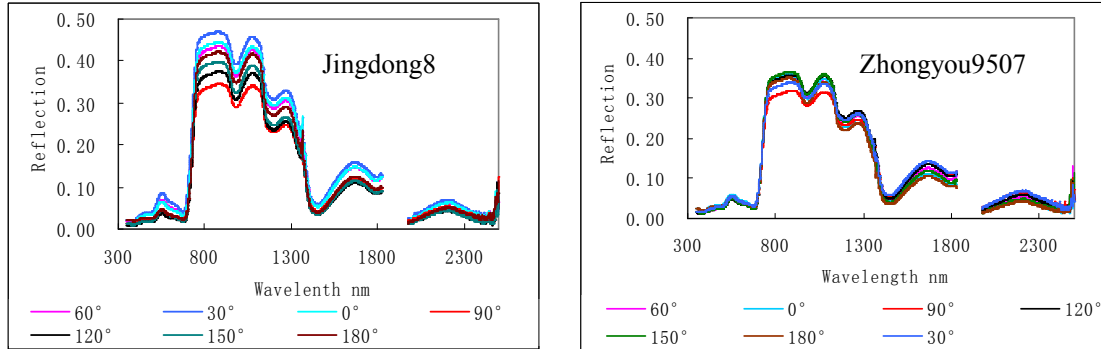 0.50
0.40
0.30
0.20
0.10
0.00
Reflection
Jingdong8
300 800 1300 1800 2300
Wavelenth nm
60° 30° 0° 90°
120° 150° 180°
0.50
0.40
0.30
0.20
0.10
0.00
Reflection
Zhongyou9507
300 800 1300 1800 2300
Wavelength nm
60° 0° 90° 120°
150° 180° 30°